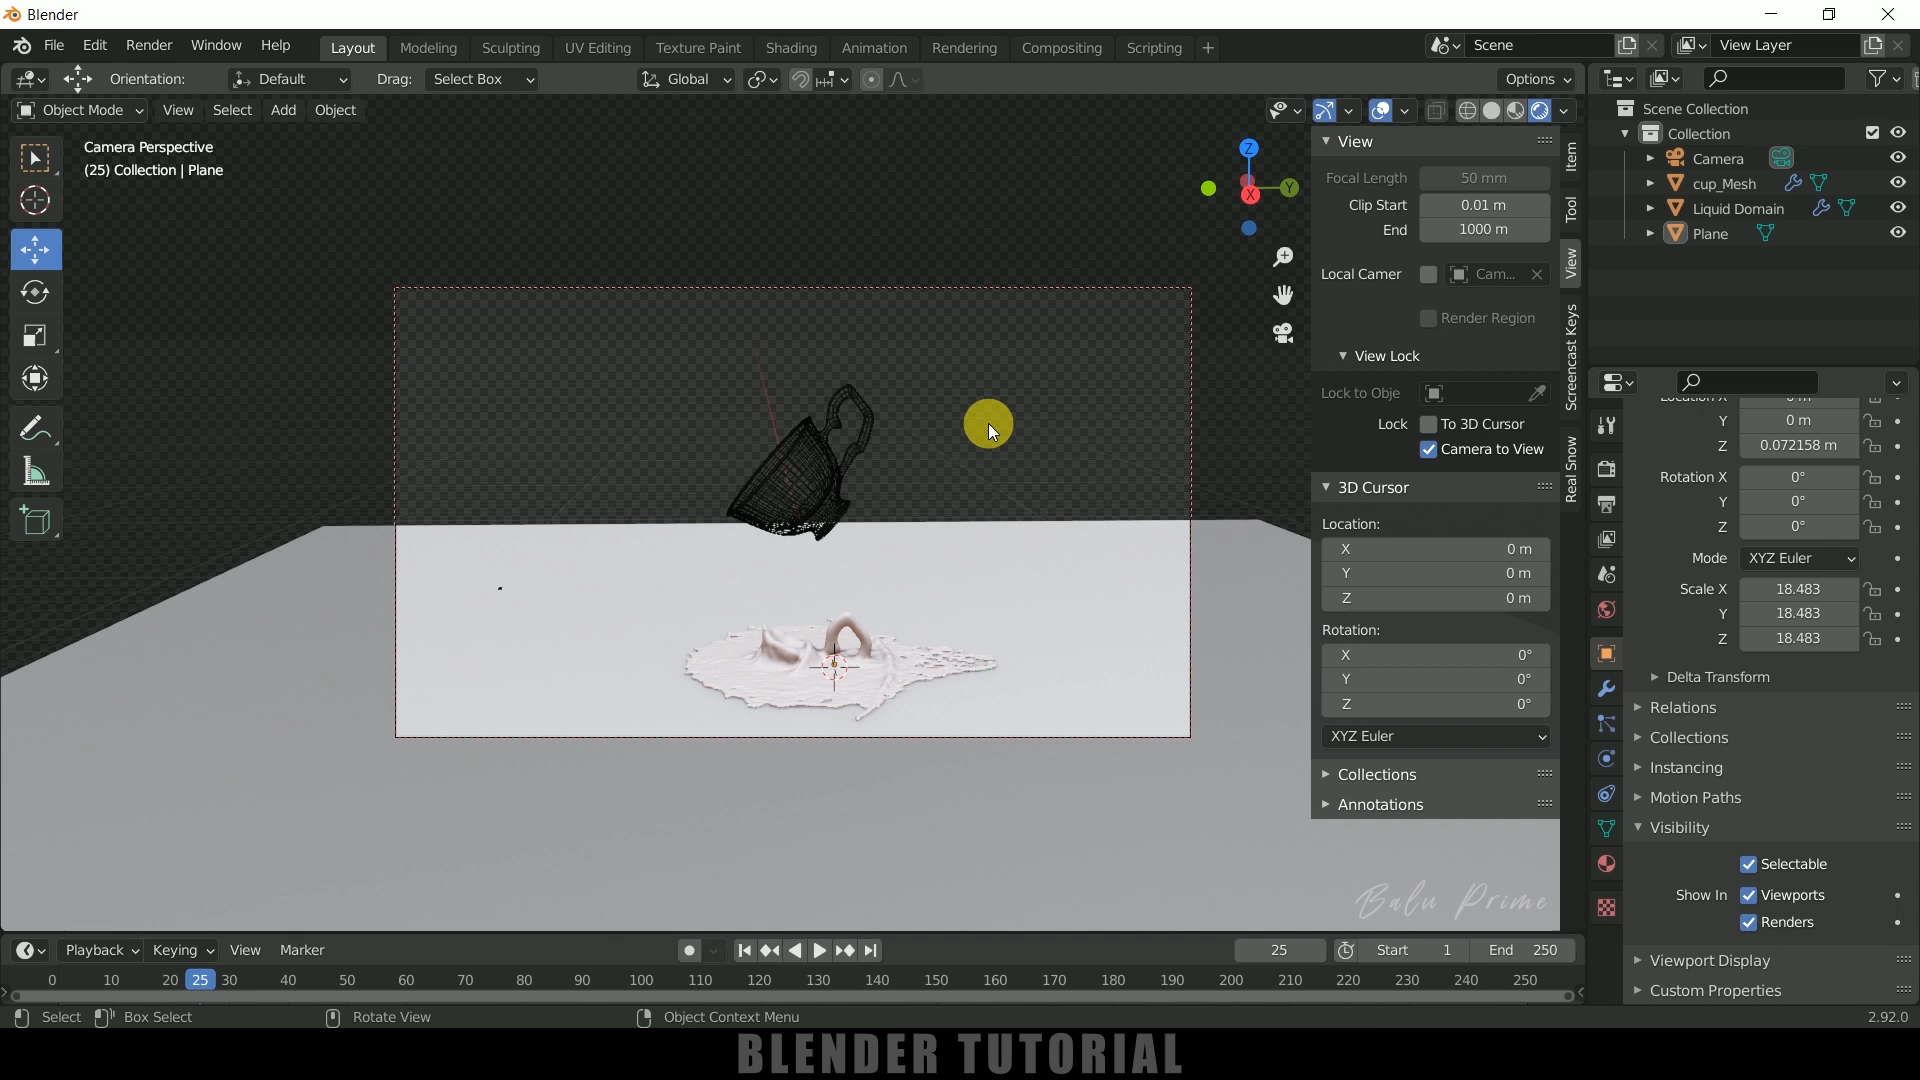 Blender
File Edit Render Window Help Layout Modeling Sculpting UV Editing Texture Paint Shading Animation Rendering Compositing Scripting + Scene View Layer
Orientation: Default Drag: Select Box Global Options
Object Mode View Select Add Object
Camera Perspective
(25) Collection | Plane
Z
Y
X
View
Focal Length 50 mm
Clip Start 0.01 m
End 1000 m
Local Camer Cam...
Render Region
View Lock
Lock to Obje
Lock To 3D Cursor
Camera to View
3D Cursor
Location:
X 0 m
Y 0 m
Z 0 m
Rotation:
X 0°
Y 0°
Z 0°
XYZ Euler
Collections
Annotations
Item
Tool
View
Screencast Keys
Real Snow
Scene Collection
Collection
Camera
cup_Mesh
Liquid Domain
Plane
Location X 0 m
Y 0 m
Z 0.072158 m
Rotation X 0°
Y 0°
Z 0°
Mode XYZ Euler
Scale X 18.483
Y 18.483
Z 18.483
Delta Transform
Relations
Collections
Instancing
Motion Paths
Visibility
Selectable
Show In Viewports
Renders
Viewport Display
Custom Properties
Balu Prime
Playback Keying View Marker 25 Start 1 End 250
0 10 20 25 30 40 50 60 70 80 90 100 110 120 130 140 150 160 170 180 190 200 210 220 230 240 250
Select Box Select Rotate View Object Context Menu 2.92.0
BLENDER TUTORIAL